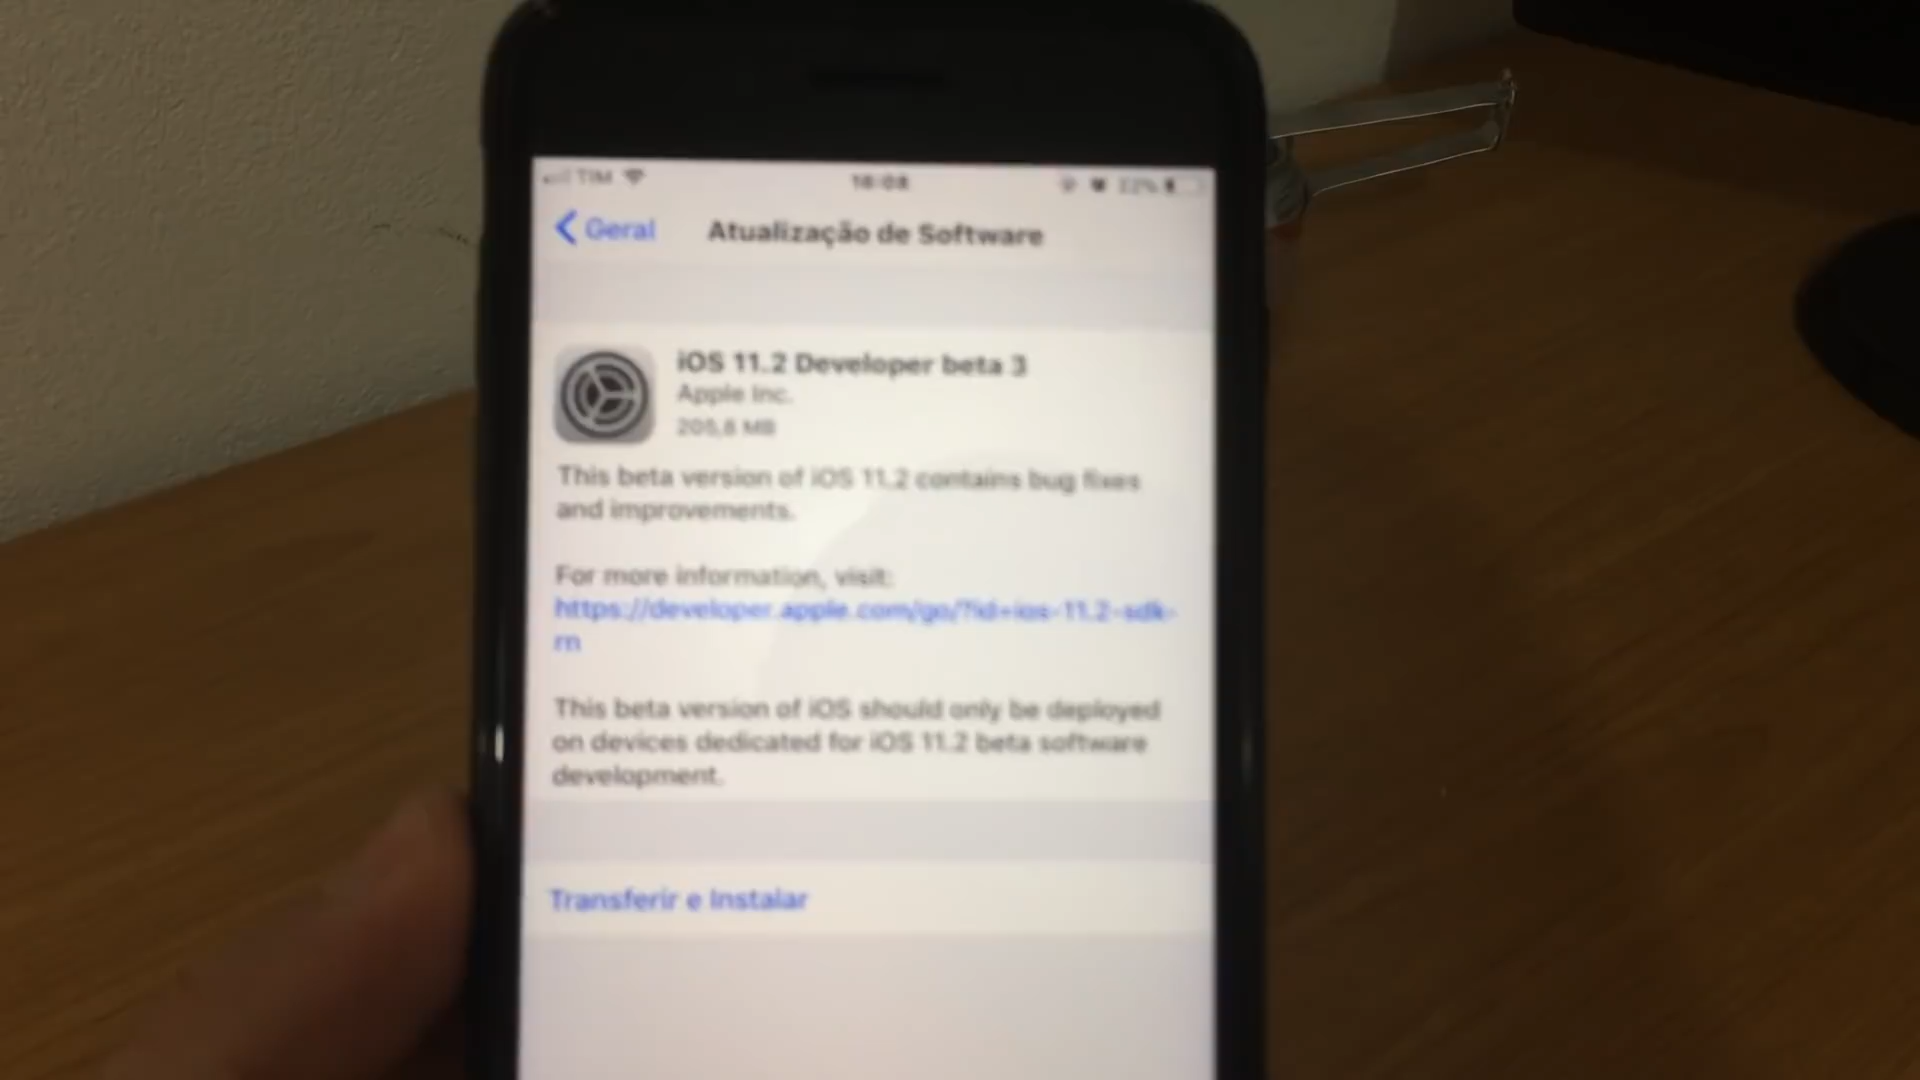 TIM
Geral
Atualização de Software
iOS 11.2 Developer beta 3
Apple Inc.
205,8 MB
This beta version of iOS 11.2 contains bug fixes
and improvements.
For more information, visit:
https://developer.apple.com/go/?id=ios-11.2-sdk-
rn
This beta version of iOS should only be deployed
on devices dedicated for iOS 11.2 beta software
development.
Transferir e Instalar